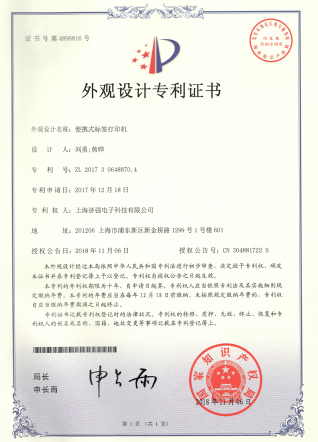 证书号第4896816号
外观设计专利证书
外观设计名称：便携式标签打印机
设 计 人：刘勇;黄晔
专 利 号：ZL 2017 3 0648870.4
专利申请日：2017年12月18日
专 利 权 人：上海济强电子科技有限公司
地 址：201206 上海市浦东新区新金桥路1299号1号楼601
授权公告日：2018年11月06日 授权公告号：CN 304881722 S
本外观设计经过本局依照中华人民共和国专利法进行初步审查，决定授予专利权，颁发
本证书并在专利登记簿上予以登记。专利权自授权公告之日起生效。
本专利的专利权期限为十年，自申请日起算。专利权人应当依照专利法及其实施细则规
定缴纳年费。本专利的年费应当在每年12月18日前缴纳。未按照规定缴纳年费的，专利权
自应当缴纳年费期满之日起终止。
专利证书记载专利权登记时的法律状况。专利权的转移、质押、无效、终止、恢复和专
利权人的姓名或名称、国籍、地址变更等事项记载在专利登记簿上。
局长
申长雨
申长雨
国家知识产权局
2018年11月06日
第 1 页 （共 1 页）